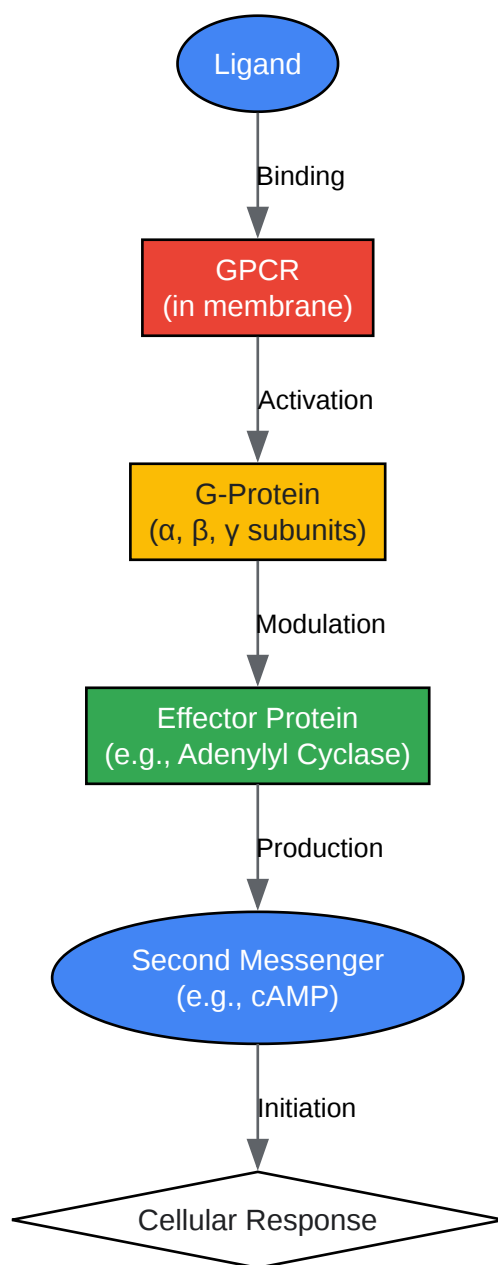 Ligand
Binding
GPCR
(in membrane)
Activation
G-Protein
(α, β, γ subunits)
Modulation
Effector Protein
(e.g., Adenylyl Cyclase)
Production
Second Messenger
(e.g., cAMP)
Initiation
Cellular Response